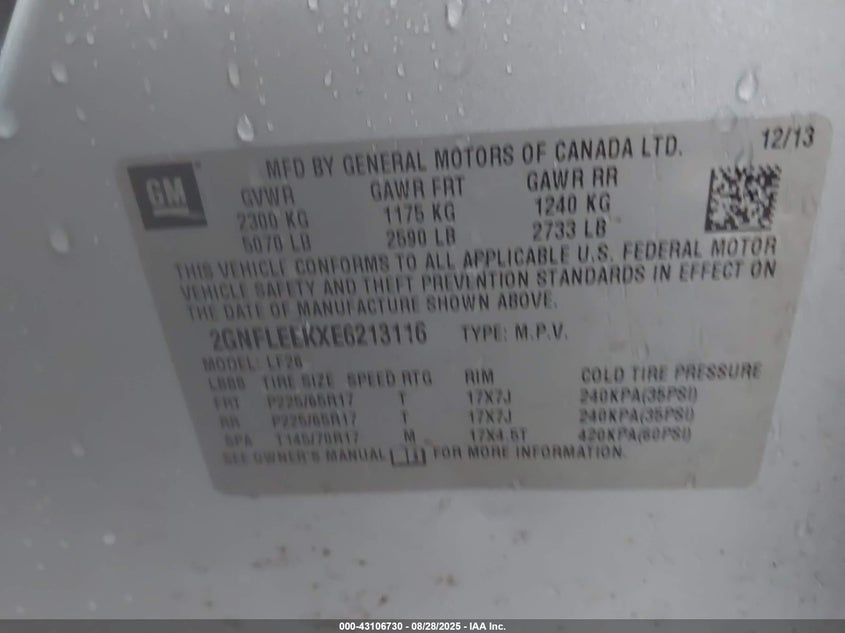 12/13
MFD BY GENERAL MOTORS OF CANADA LTD.
GM
GVWR GAWR FRT GAWR RR
2300 KG 1175 KG 1240 KG
5070 LB 2590 LB 2733 LB
THIS VEHICLE CONFORMS TO ALL APPLICABLE U.S. FEDERAL MOTOR
VEHICLE SAFETY AND THEFT PREVENTION STANDARDS IN EFFECT ON
THE DATE OF MANUFACTURE SHOWN ABOVE.
2GNFLEEKXE6213116 TYPE: M.P.V.
MODEL: LF26
TIRE SIZE SPEED RTG RIM COLD TIRE PRESSURE
FRT P225/65R17 T 17X7J 240KPA(35PSI)
RR P225/65R17 T 17X7J 240KPA(35PSI)
SPA T145/70R17 M 17X4.5T 420KPA(60PSI)
SEE OWNER'S MANUAL FOR MORE INFORMATION.
000-43106730 - 08/28/2025 - IAA Inc.